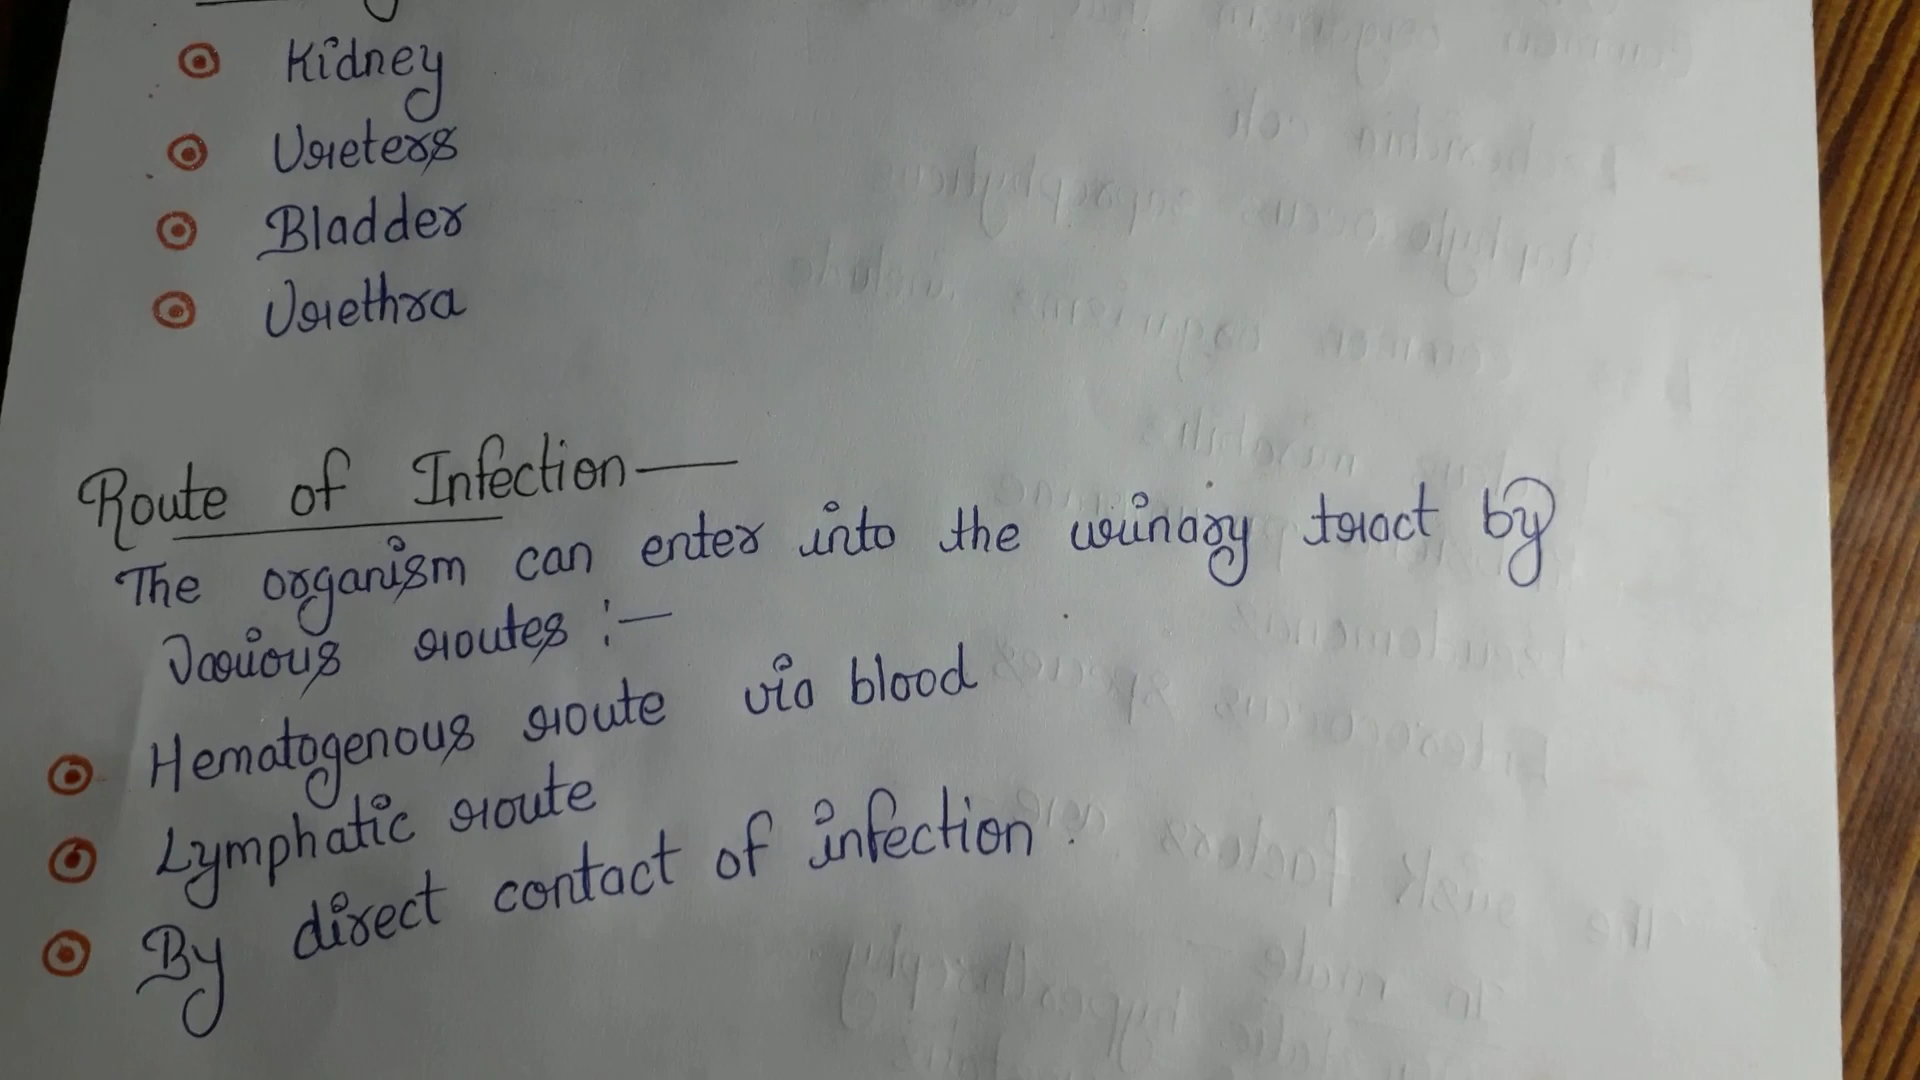 Kidney
Ureters
Bladder
Urethra
Route of Infection —
The organism can enter into the urinary tract by
Various routes :—
Hematogenous route via blood
Lymphatic route
By direct contact of infection.